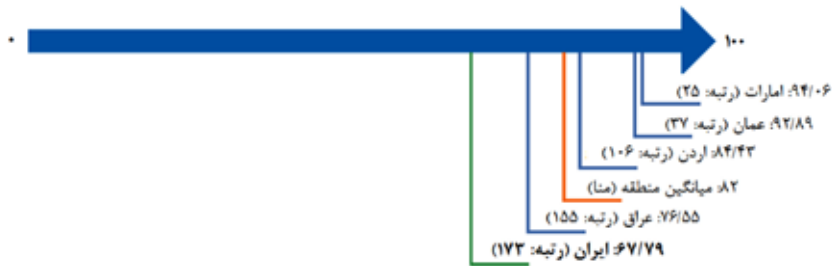 ۰
۱۰۰
۹۴/۰۶: امارات (رتبه: ۲۵)
۹۲/۸۹: عمان (رتبه: ۳۷)
۸۴/۴۳: اردن (رتبه: ۱۰۶)
۸۲: میانگین منطقه (منا)
۷۶/۵۵: عراق (رتبه: ۱۵۵)
۶۷/۷۹: ایران (رتبه: ۱۷۳)